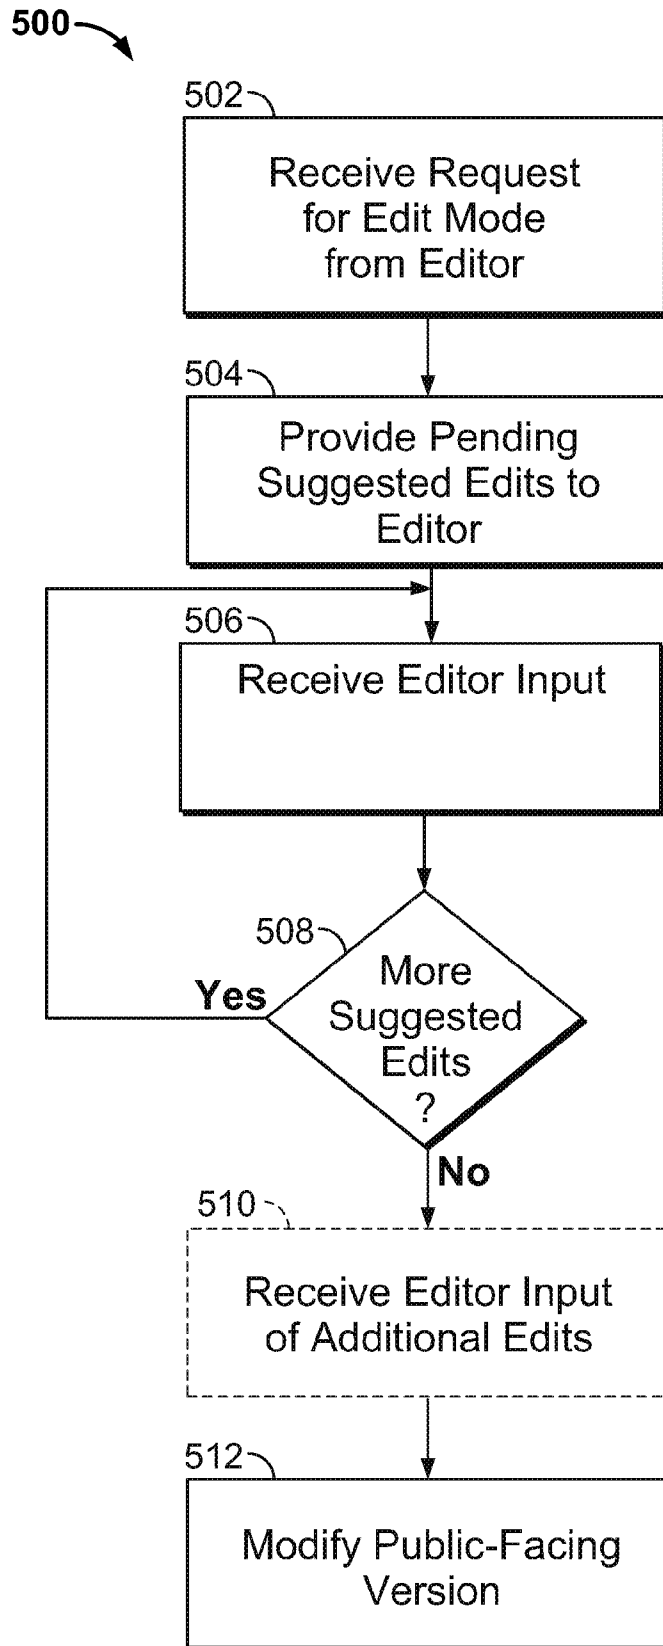 500
502
Receive Request
for Edit Mode
from Editor
504
Provide Pending
Suggested Edits to
Editor
506
Receive Editor Input
508
More
Suggested
Edits
?
Yes
No
510
Receive Editor Input
of Additional Edits
512
Modify Public-Facing
Version